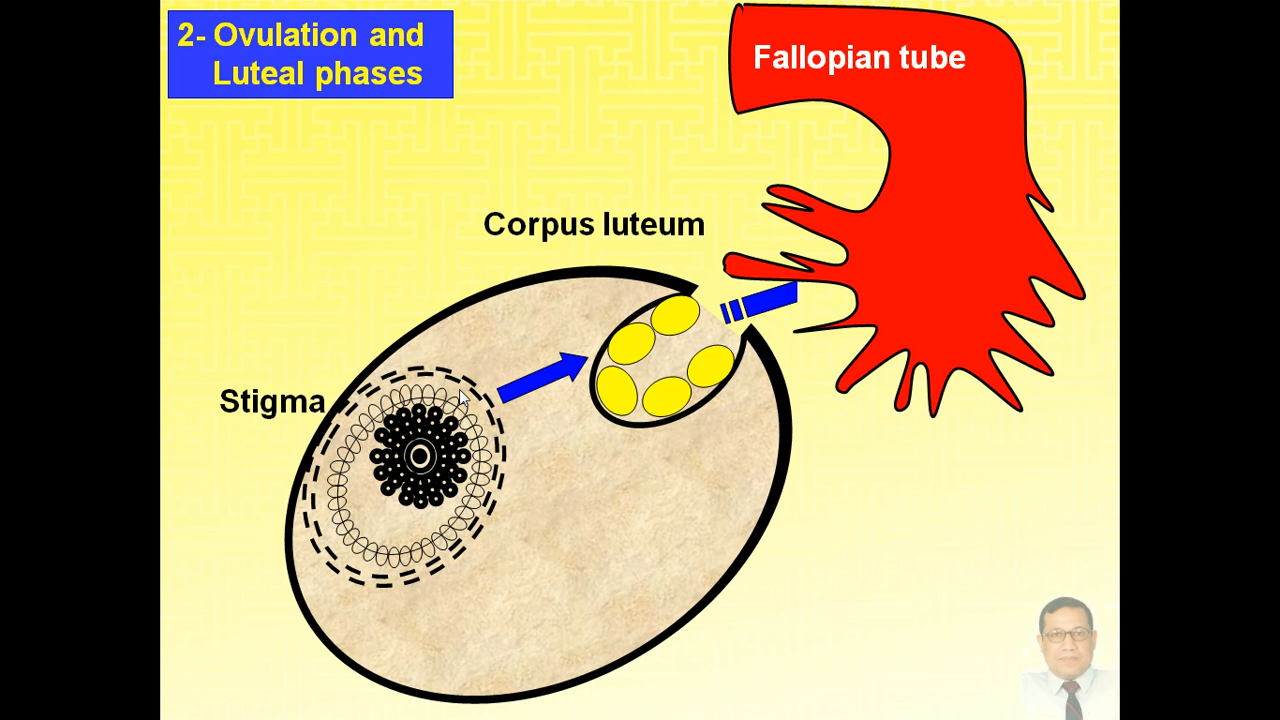 2- Ovulation and
Luteal phases
Fallopian tube
Corpus luteum
Stigma